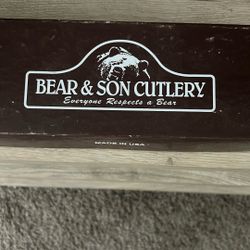 BEAR & SON CUTLERY
Everyone Respects a Bear
MADE IN USA